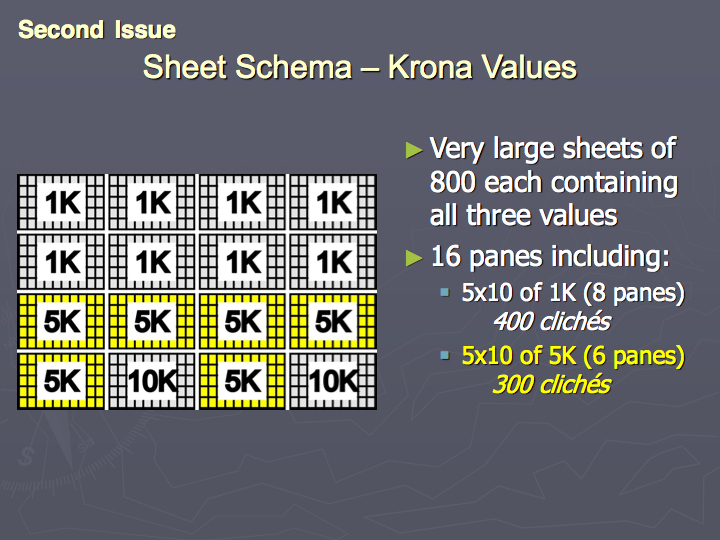 Second Issue
Sheet Schema – Krona Values
1K 1K 1K 1K
1K 1K 1K 1K
5K 5K 5K 5K
5K 10K 5K 10K
► Very large sheets of
800 each containing
all three values
► 16 panes including:
▪ 5x10 of 1K (8 panes)
400 clichés
▪ 5x10 of 5K (6 panes)
300 clichés
S